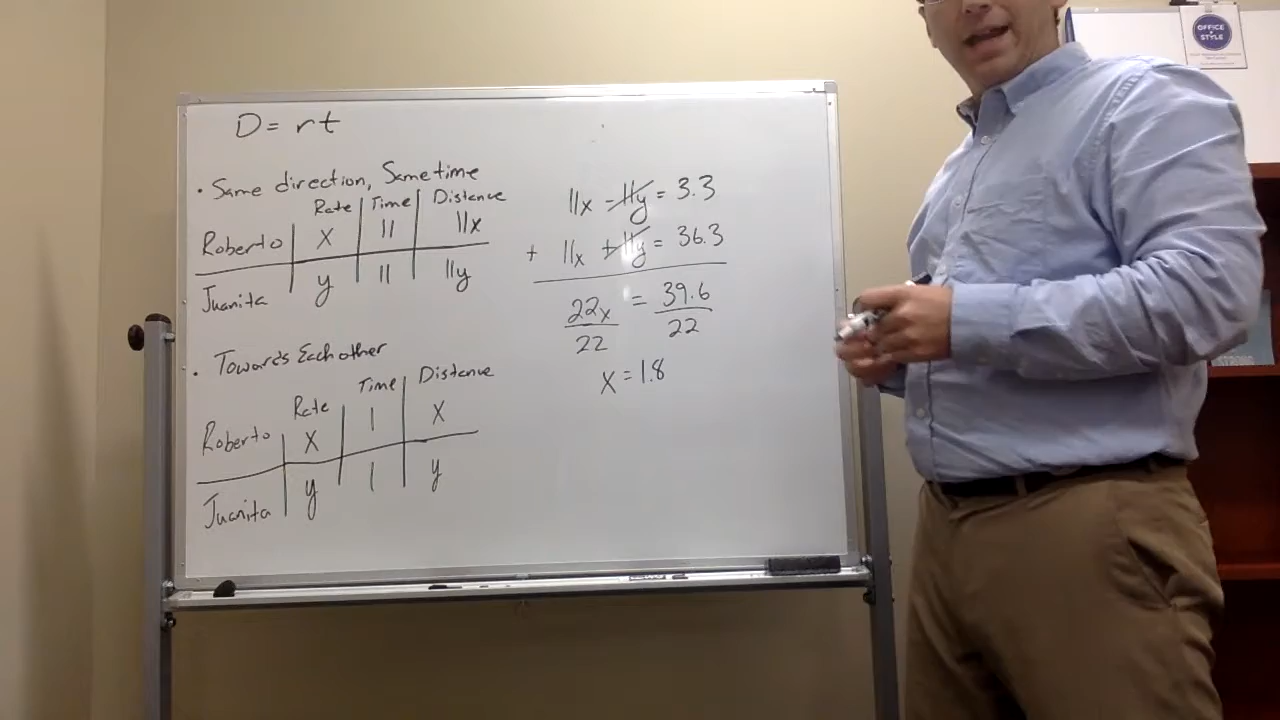 D = rt
• Same direction, Same time
Rate | Time | Distance
Roberto | x | 11 | 11x
Juanita | y | 11 | 11y
• Towards Each other
Rate | Time | Distance
Roberto | x | 1 | x
Juanita | y | 1 | y
11x - 11y = 3.3
+ 11x + 11y = 36.3
22x = 39.6
22 22
x = 1.8
OFFICE
STYLE
STRONG